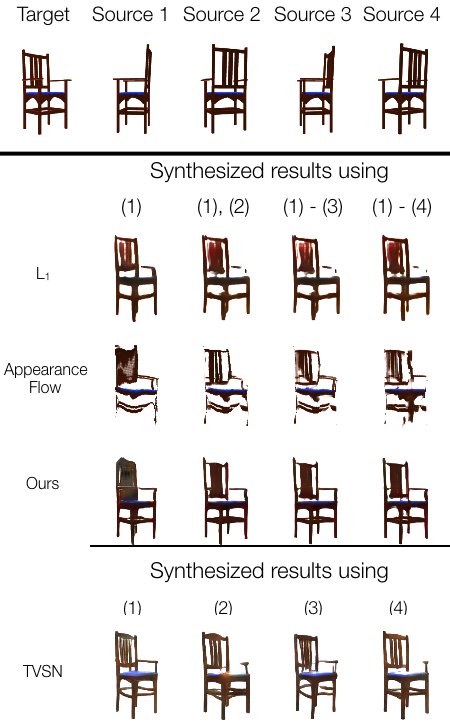 Target Source 1 Source 2 Source 3 Source 4
Synthesized results using
(1) (1), (2) (1) - (3) (1) - (4)
L₁
Appearance
Flow
Ours
Synthesized results using
(1) (2) (3) (4)
TVSN